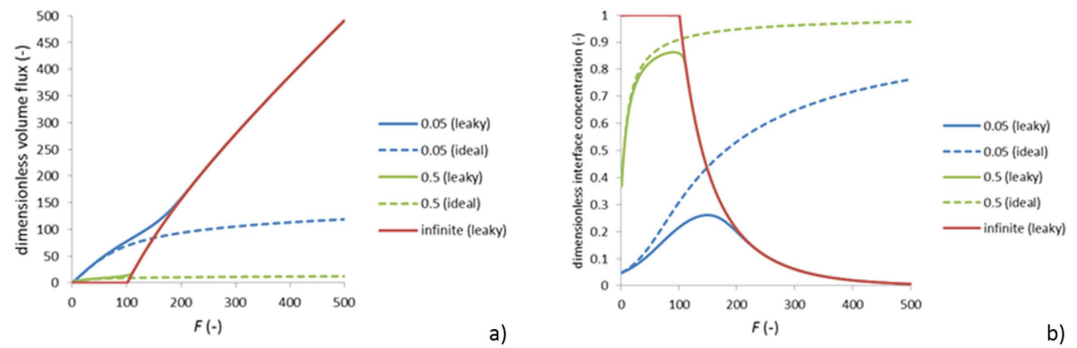 dimensionless volume flux (-)
500
450
400
350
300
250
200
150
100
50
0
0 100 200 300 400 500
F (-)
0.05 (leaky)
0.05 (ideal)
0.5 (leaky)
0.5 (ideal)
infinite (leaky)
a)
dimensionless interface concentration (-)
1
0.9
0.8
0.7
0.6
0.5
0.4
0.3
0.2
0.1
0
0 100 200 300 400 500
F (-)
0.05 (leaky)
0.05 (ideal)
0.5 (leaky)
0.5 (ideal)
infinite (leaky)
b)